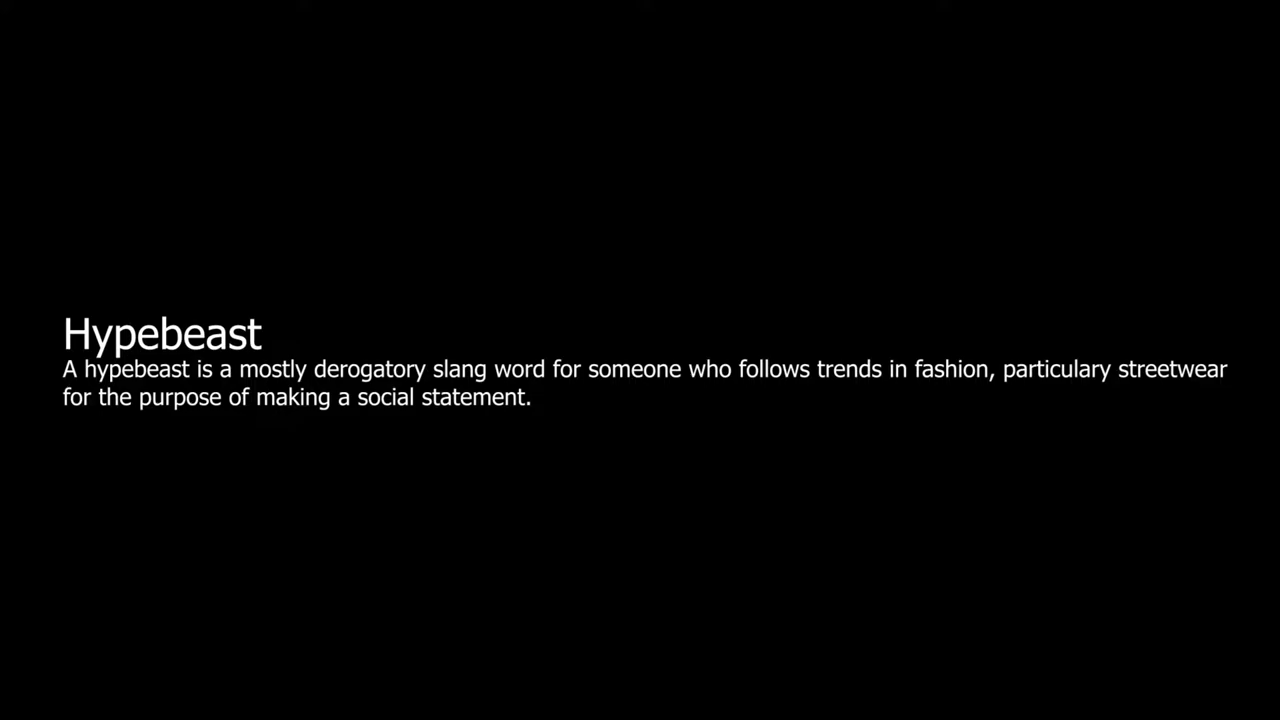 Hypebeast
A hypebeast is a mostly derogatory slang word for someone who follows trends in fashion, particulary streetwear
for the purpose of making a social statement.